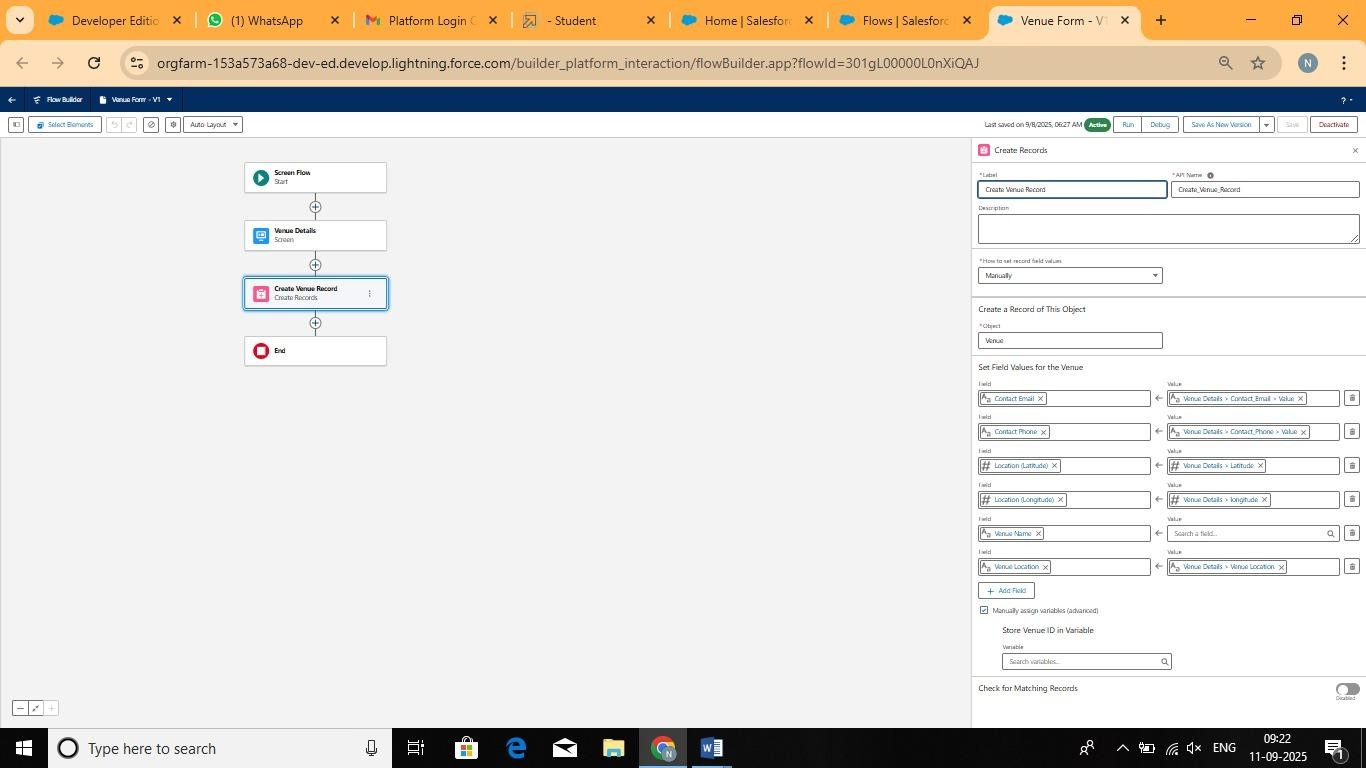 Developer Editio
(1) WhatsApp
Platform Login C
- Student
Home | Salesforc
Flows | Salesforc
Venue Form - V1
orgfarm-153a573a68-dev-ed.develop.lightning.force.com/builder_platform_interaction/flowBuilder.app?flowId=301gL00000L0nXiQAJ
N
Flow Builder
Venue Form - V1
?
Select Elements
Auto-Layout
Last saved on 9/8/2025, 06:27 AM
Active
Run
Debug
Save As New Version
Save
Deactivate
Screen Flow
Start
Venue Details
Screen
Create Venue Record
Create Records
End
Create Records
*Label
*API Name
Create Venue Record
Create_Venue_Record
Description
*How to set record field values
Manually
Create a Record of This Object
*Object
Venue
Set Field Values for the Venue
Field
Value
Contact Email
Venue Details > Contact_Email > Value
Field
Value
Contact Phone
Venue Details > Contact_Phone > Value
Field
Value
Location (Latitude)
Venue Details > Latitude
Field
Value
Location (Longitude)
Venue Details > longitude
Field
Value
Venue Name
Search a field...
Field
Value
Venue Location
Venue Details > Venue Location
Add Field
Manually assign variables (advanced)
Store Venue ID in Variable
Variable
Search variables...
Check for Matching Records
Disabled
Type here to search
ENG
09:22
11-09-2025
1